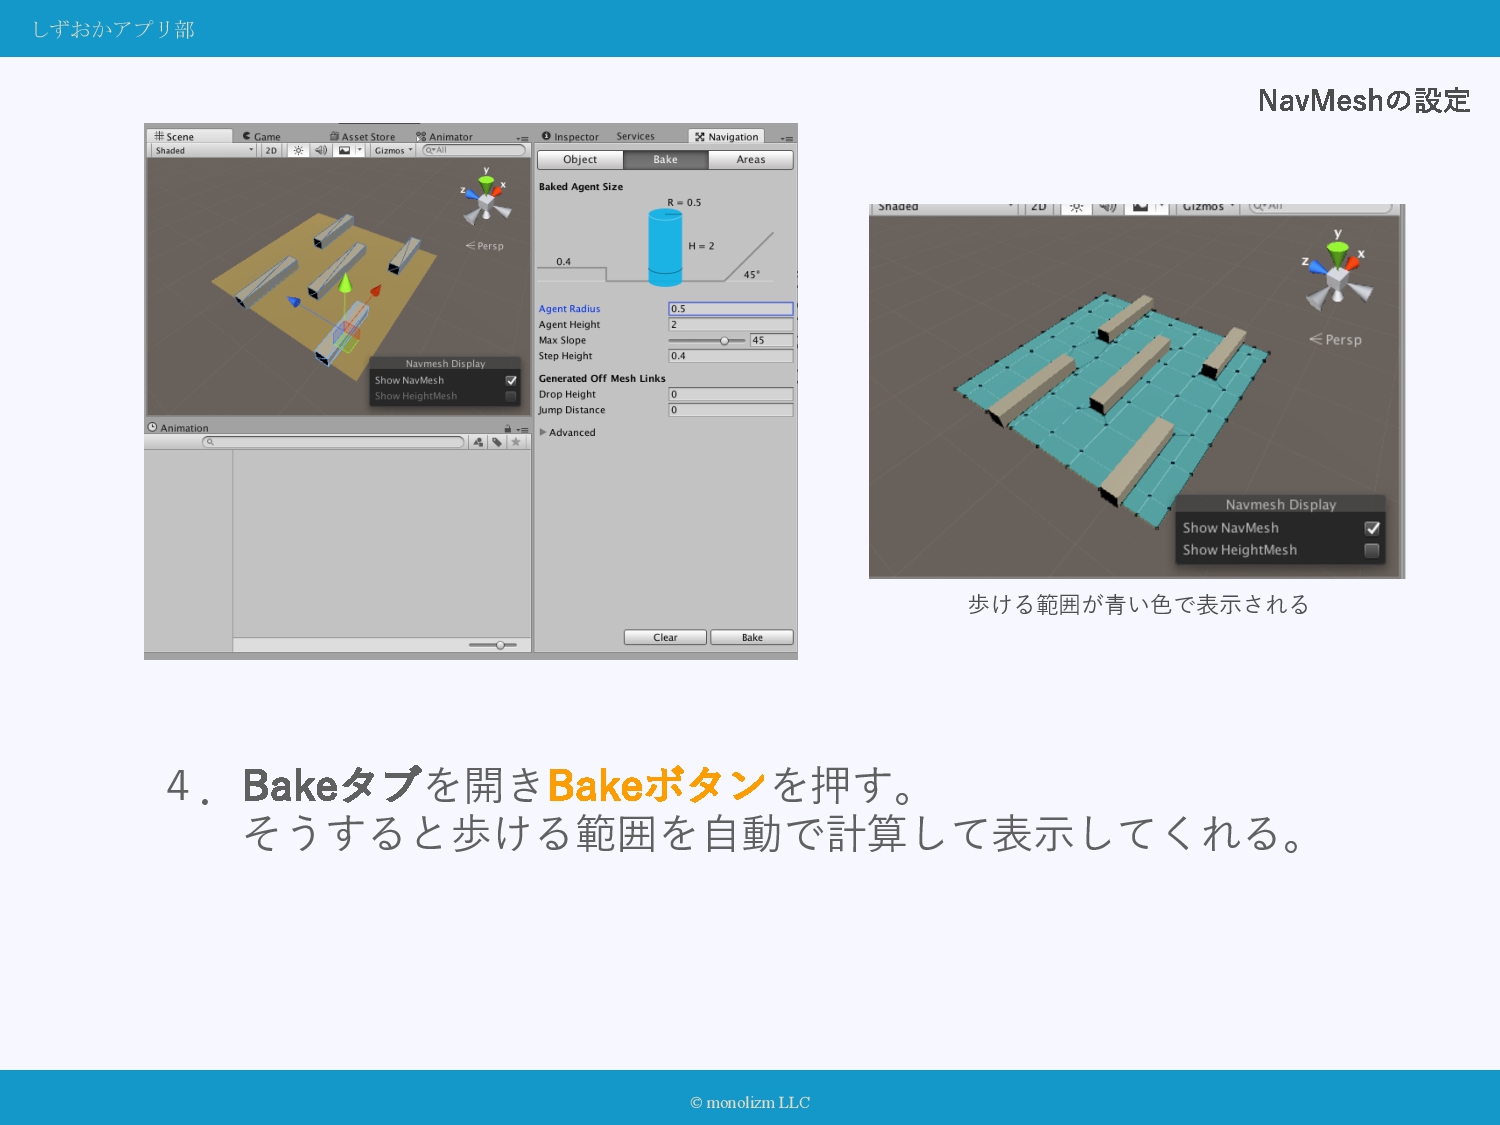 しずおかアプリ部
NavMeshの設定
Scene Game Asset Store Animator
Shaded 2D Gizmos All
y
z x
Persp
Navmesh Display
Show NavMesh
Show HeightMesh
Animation
Inspector Services Navigation
Object Bake Areas
Baked Agent Size
R = 0.5
H = 2
0.4
45°
Agent Radius 0.5
Agent Height 2
Max Slope 45
Step Height 0.4
Generated Off Mesh Links
Drop Height 0
Jump Distance 0
Advanced
Clear Bake
Shaded 2D Gizmos All
y
z x
Persp
Navmesh Display
Show NavMesh
Show HeightMesh
歩ける範囲が青い色で表示される
４．Bakeタブを開きBakeボタンを押す。
そうすると歩ける範囲を自動で計算して表示してくれる。
© monolizm LLC